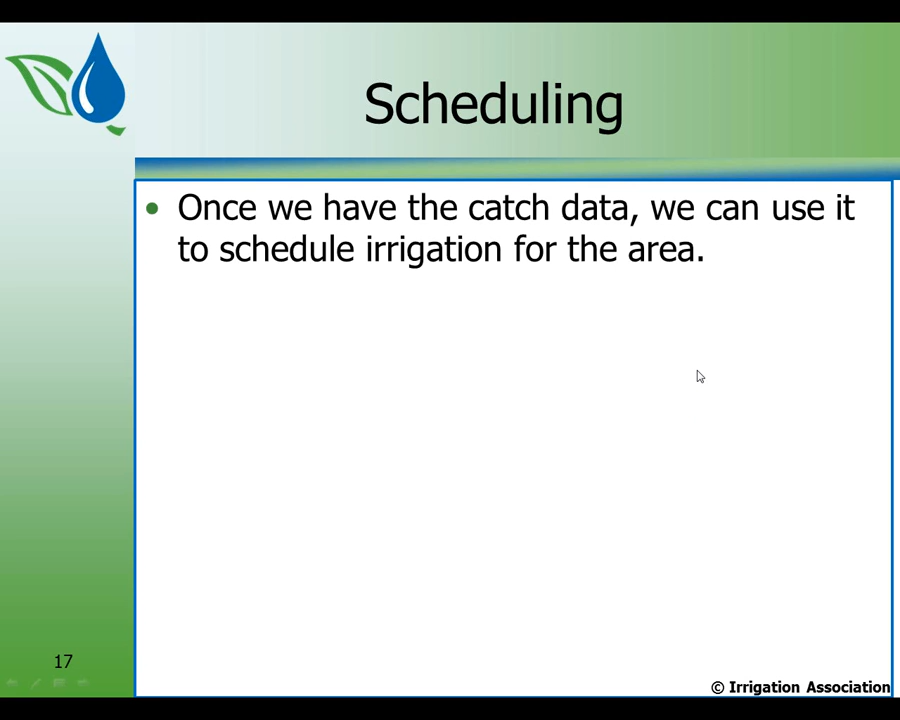 Scheduling
• Once we have the catch data, we can use it
to schedule irrigation for the area.
17
© Irrigation Association